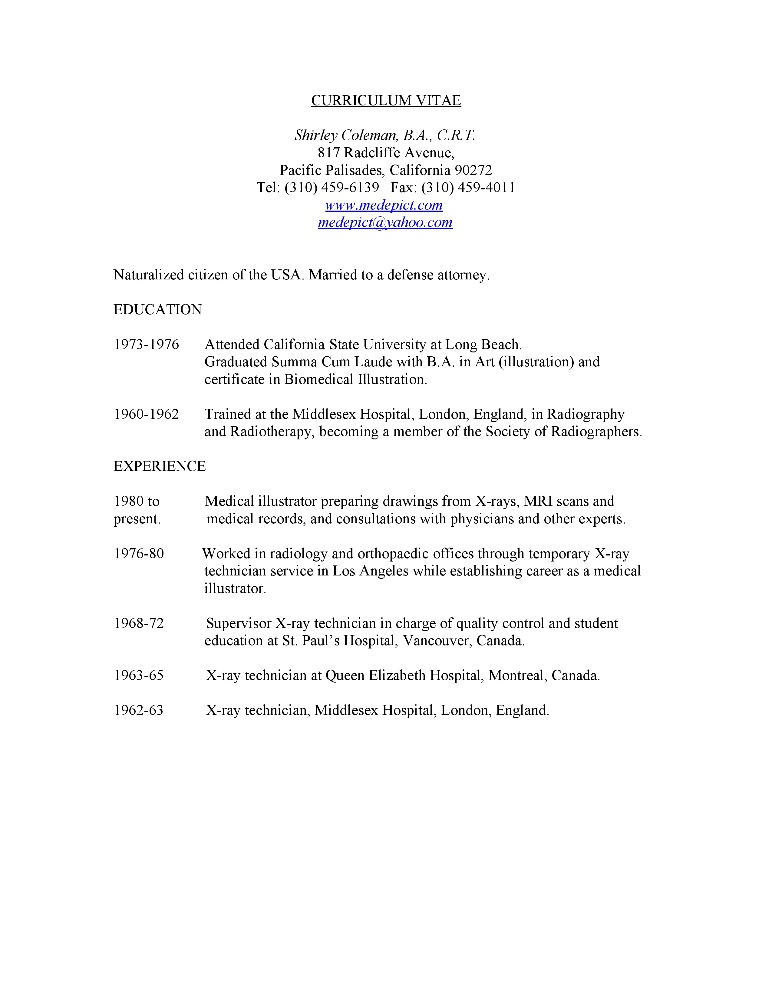 CURRICULUM VITAE
Shirley Coleman, B.A., C.R.T.
817 Radcliffe Avenue,
Pacific Palisades, California 90272
Tel: (310) 459-6139 Fax: (310) 459-4011
www.medepict.com
medepict@yahoo.com
Naturalized citizen of the USA. Married to a defense attorney.
EDUCATION
1973-1976 Attended California State University at Long Beach.
Graduated Summa Cum Laude with B.A. in Art (illustration) and
certificate in Biomedical Illustration.
1960-1962 Trained at the Middlesex Hospital, London, England, in Radiography
and Radiotherapy, becoming a member of the Society of Radiographers.
EXPERIENCE
1980 to Medical illustrator preparing drawings from X-rays, MRI scans and
present. medical records, and consultations with physicians and other experts.
1976-80 Worked in radiology and orthopaedic offices through temporary X-ray
technician service in Los Angeles while establishing career as a medical
illustrator.
1968-72 Supervisor X-ray technician in charge of quality control and student
education at St. Paul's Hospital, Vancouver, Canada.
1963-65 X-ray technician at Queen Elizabeth Hospital, Montreal, Canada.
1962-63 X-ray technician, Middlesex Hospital, London, England.